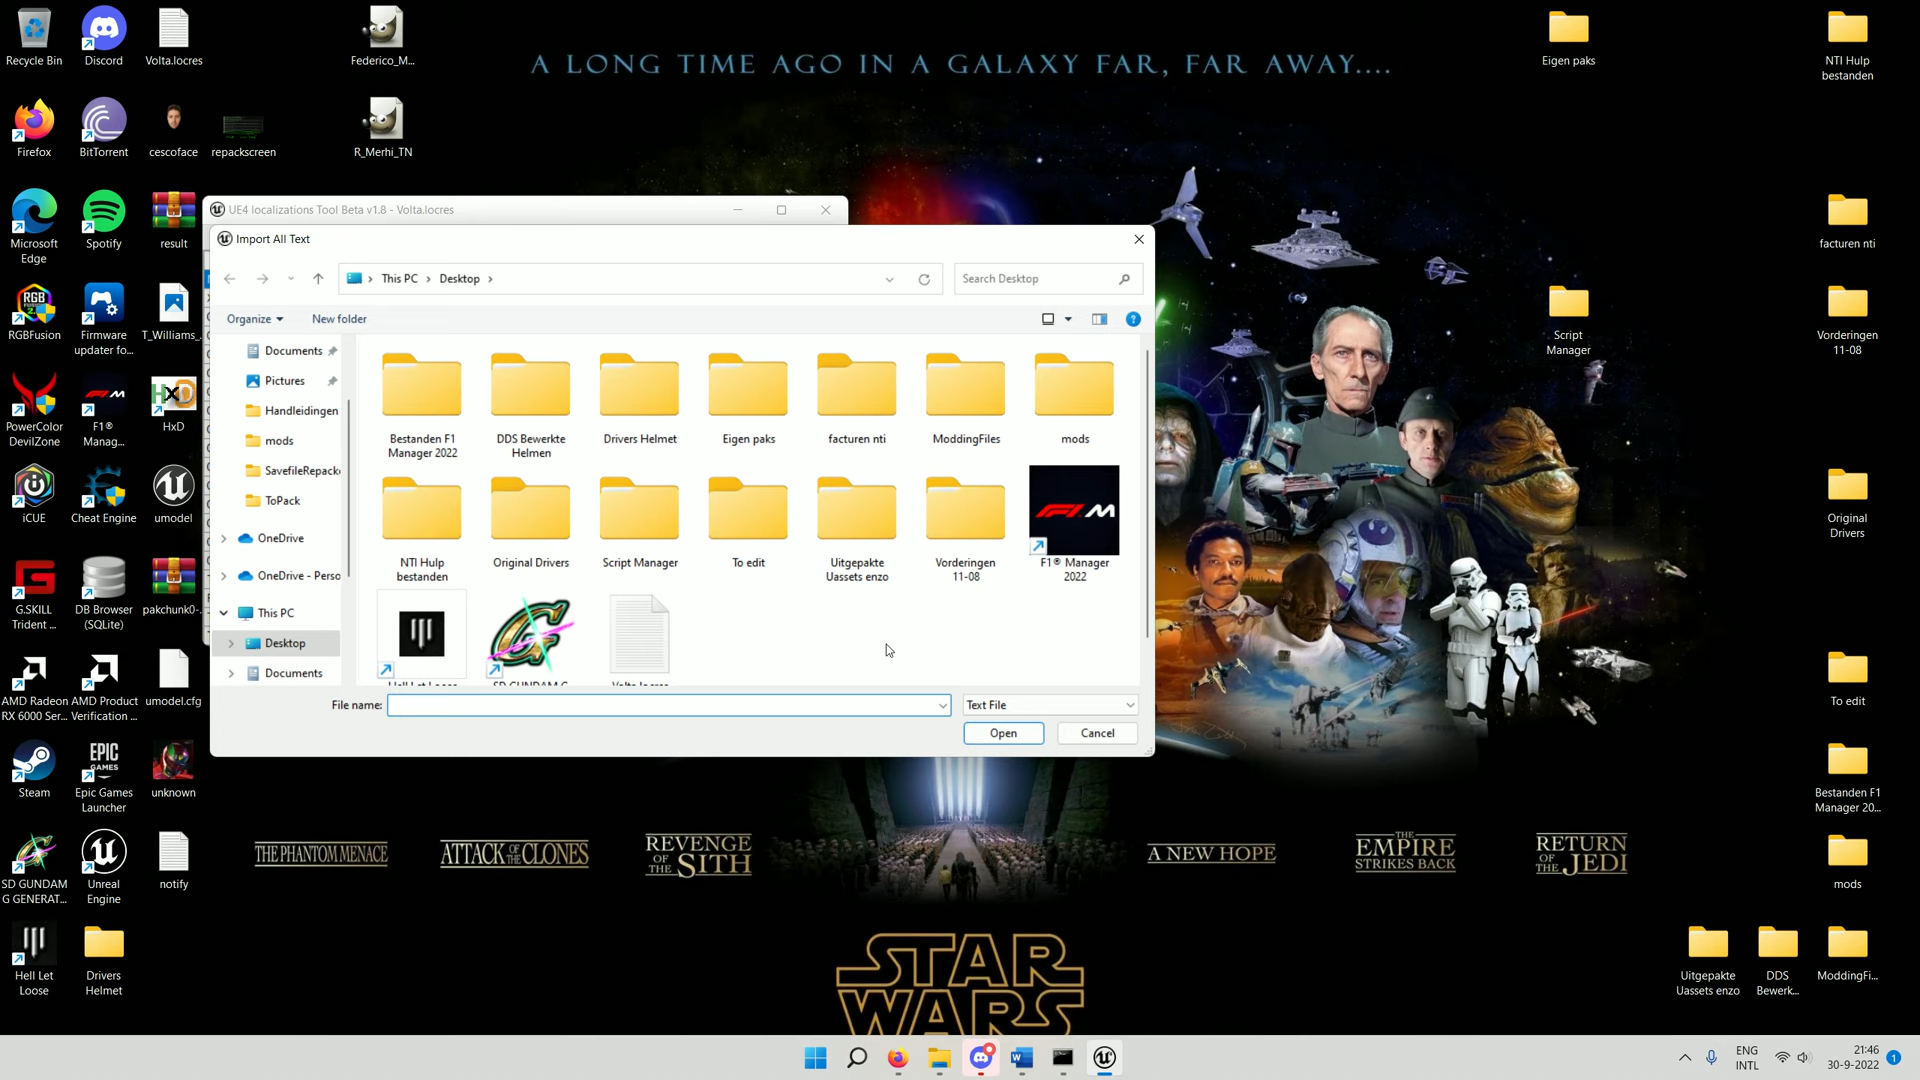 Recycle Bin
Discord
Volta.locres
Federico_M...
A LONG TIME AGO IN A GALAXY FAR, FAR AWAY....
Eigen paks
NTI Hulp
bestanden
Firefox
BitTorrent
cescoface
repackscreen
R_Merhi_TN
Microsoft
Edge
Spotify
result
facturen nti
RGBFusion
Firmware
updater fo...
T_Williams_...
Script
Manager
Vorderingen
11-08
PowerColor
DevilZone
F1®
Manag...
HxD
iCUE
Cheat Engine
umodel
Original
Drivers
G.SKILL
Trident ...
DB Browser
(SQLite)
pakchunk0-...
AMD Radeon
RX 6000 Ser...
AMD Product
Verification ...
umodel.cfg
To edit
Steam
EPIC
GAMES
Epic Games
Launcher
unknown
Bestanden F1
Manager 20...
SD GUNDAM
G GENERAT...
Unreal
Engine
notify
mods
Hell Let
Loose
Drivers
Helmet
Uitgepakte
Uassets enzo
DDS
Bewerk...
ModdingFi...
UE4 localizations Tool Beta v1.8 - Volta.locres
Import All Text
This PC
Desktop
Search Desktop
Organize
New folder
Documents
Pictures
Handleidingen
mods
SavefileRepack
ToPack
OneDrive
OneDrive - Perso
This PC
Desktop
Documents
Bestanden F1
Manager 2022
DDS Bewerkte
Helmen
Drivers Helmet
Eigen paks
facturen nti
ModdingFiles
mods
NTI Hulp
bestanden
Original Drivers
Script Manager
To edit
Uitgepakte
Uassets enzo
Vorderingen
11-08
F1® Manager
2022
Hell Let Loose
SD GUNDAM G
Volta.locres
File name:
Text File
Open
Cancel
THE PHANTOM MENACE
ATTACK OF THE CLONES
REVENGE
OF THE SITH
A NEW HOPE
THE EMPIRE
STRIKES BACK
RETURN
OF THE JEDI
STAR
WARS
ENG
INTL
21:46
30-9-2022
1